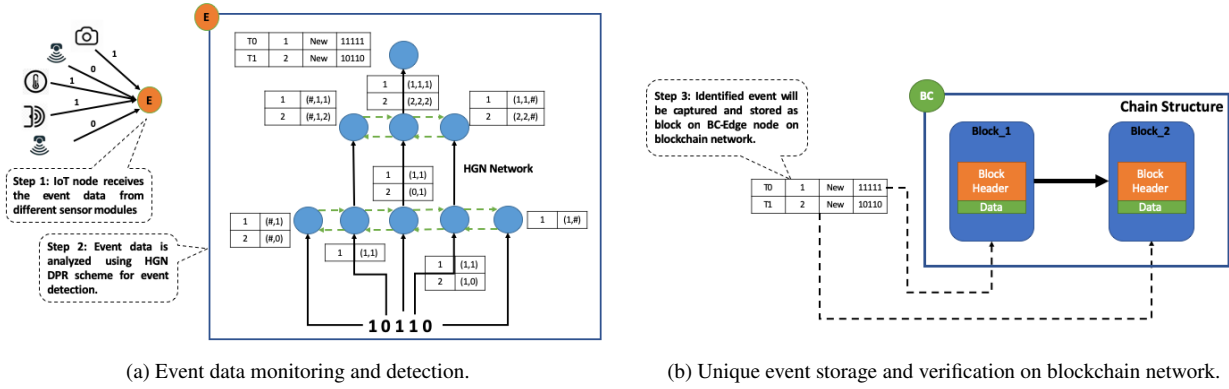 E
T0 1 New 11111
T1 2 New 10110
1
0
1
1
0
E
Step 1: IoT node receives
the event data from
different sensor modules
Step 2: Event data is
analyzed using HGN
DPR scheme for event
detection.
1 (1,1,1)
2 (2,2,2)
1 (#,1,1)
2 (#,1,2)
1 (1,1,#)
2 (2,2,#)
HGN Network
1 (1,1)
2 (0,1)
1 (#,1)
2 (#,0)
1 (1,#)
1 (1,1)
1 (1,1)
2 (1,0)
1 0 1 1 0
(a) Event data monitoring and detection.
Step 3: Identified event will
be captured and stored as
block on BC-Edge node on
blockchain network.
T0 1 New 11111
T1 2 New 10110
BC
Chain Structure
Block_1
Block
Header
Data
Block_2
Block
Header
Data
(b) Unique event storage and verification on blockchain network.